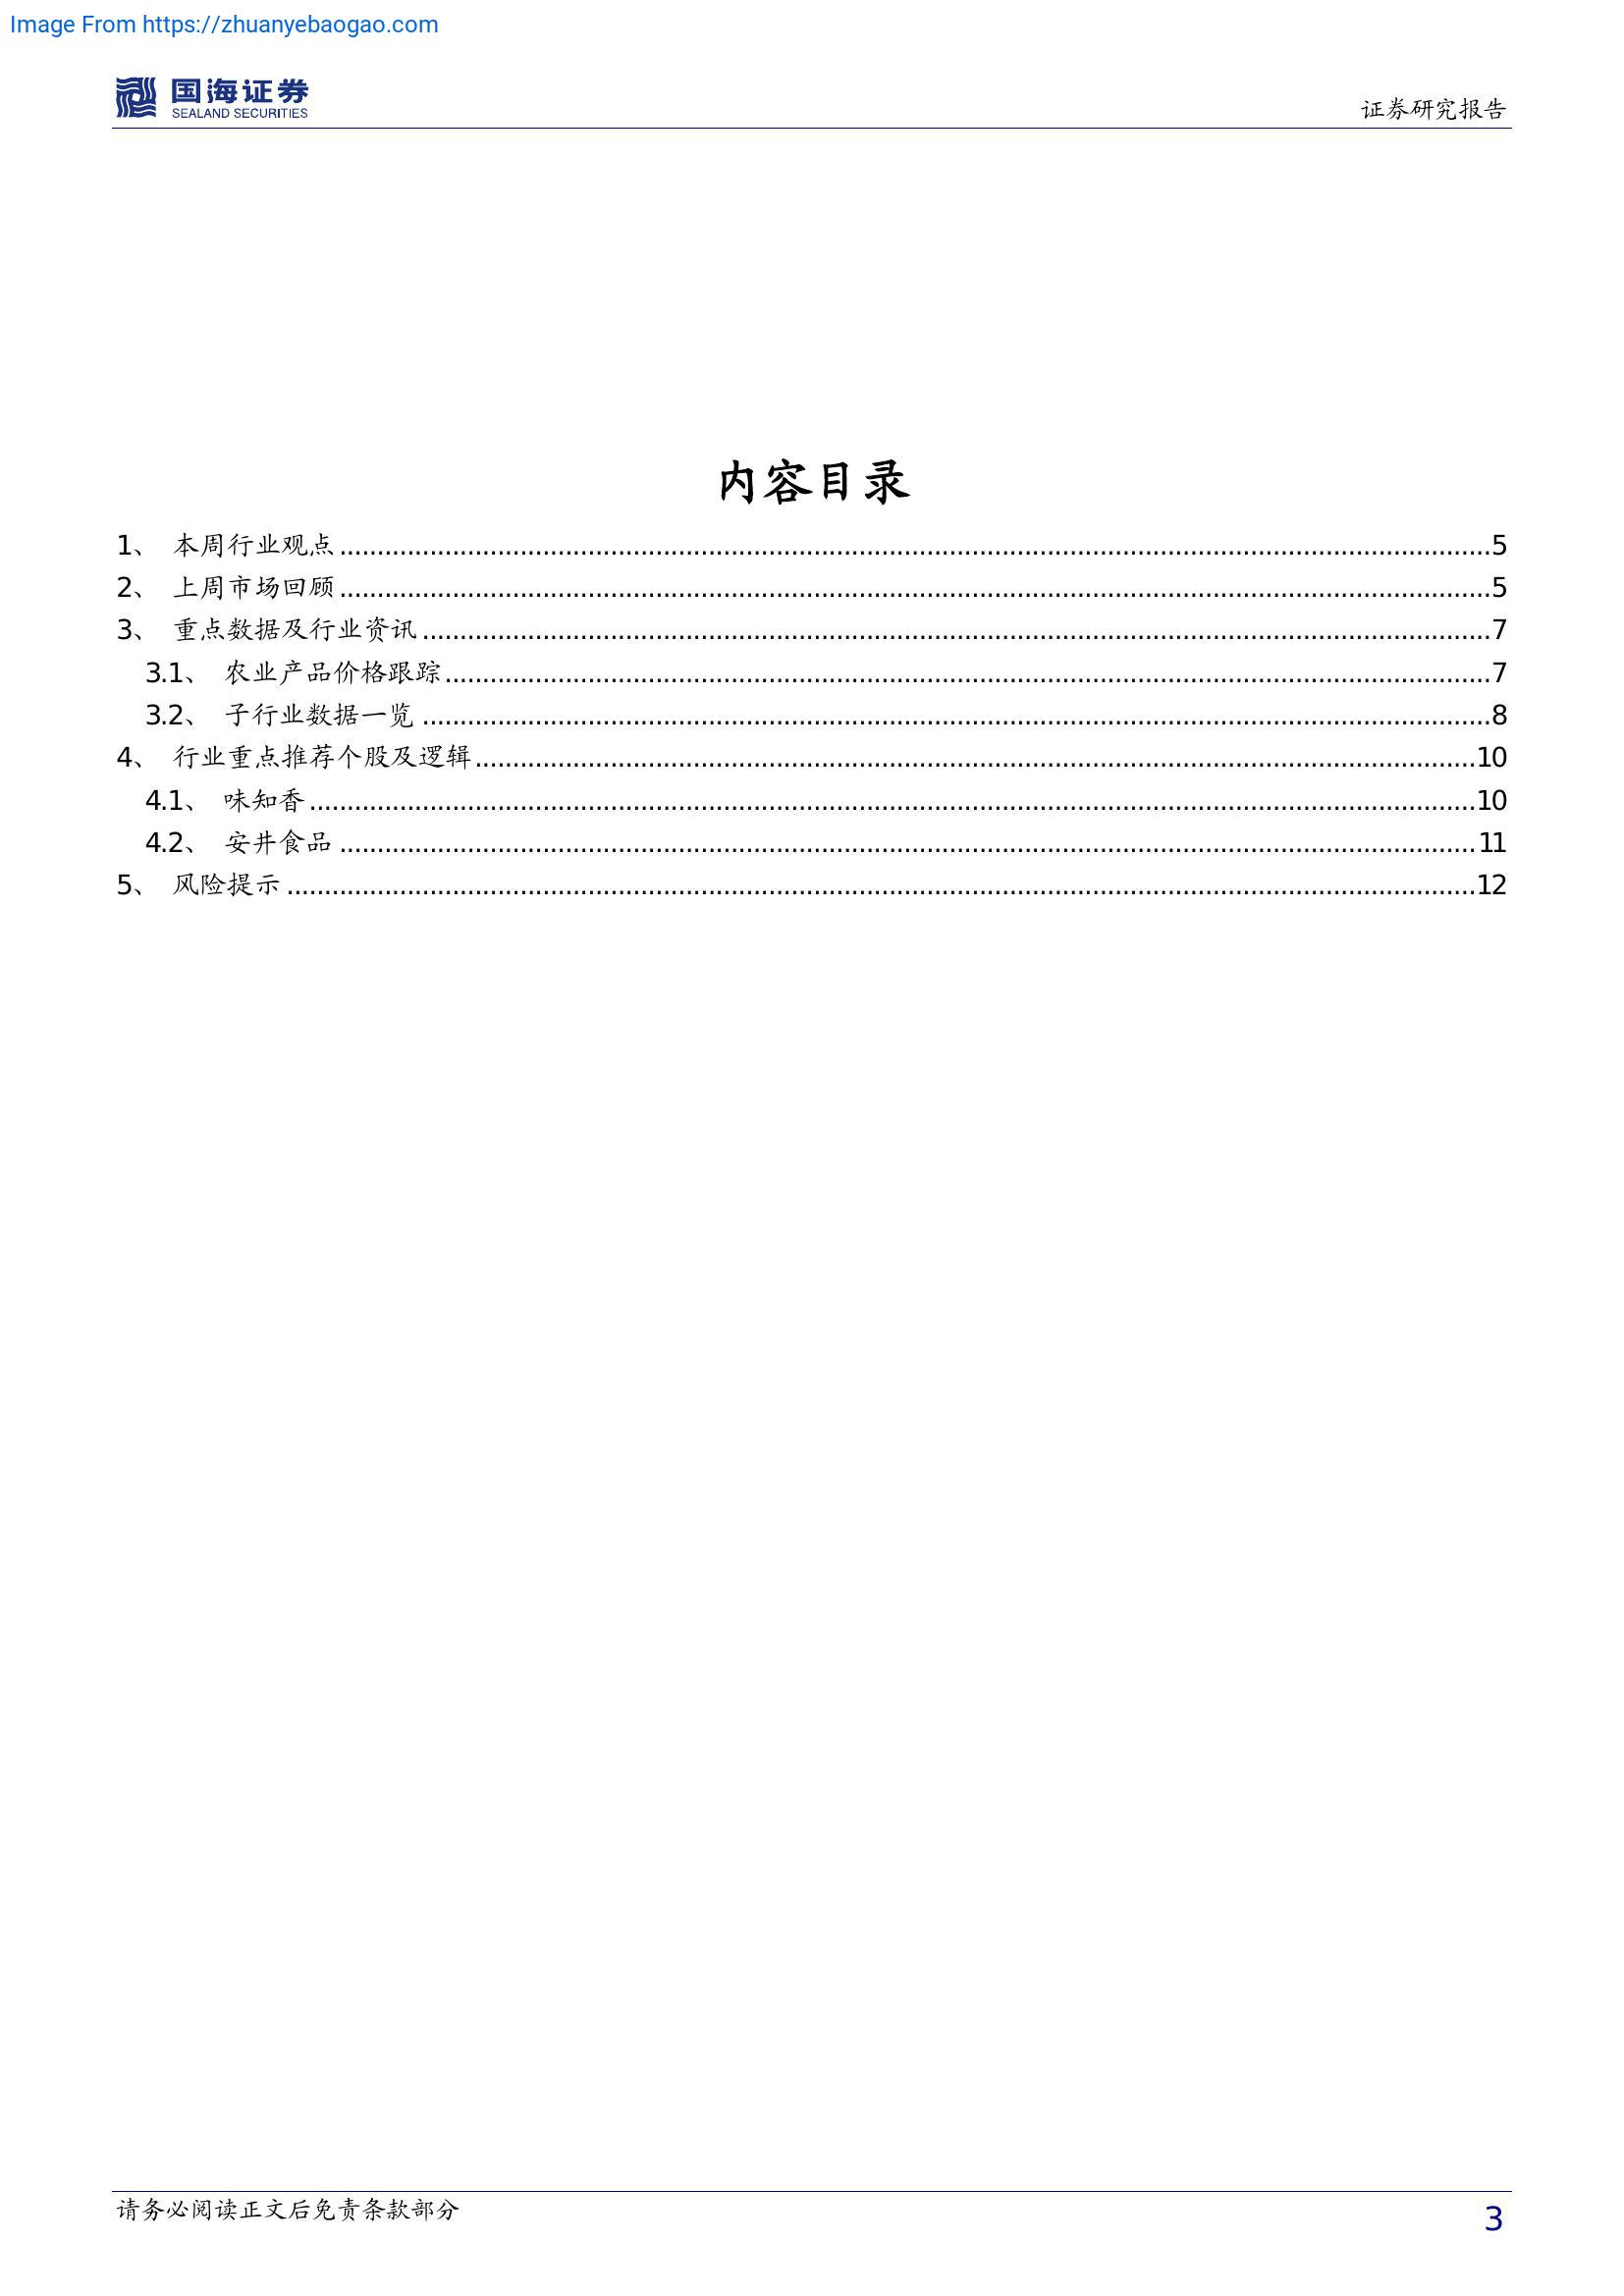 Image From https://zhuanyebaogao.com
国海证券
SEALAND SECURITIES
证券研究报告
内容目录
1、 本周行业观点 5
2、 上周市场回顾 5
3、 重点数据及行业资讯 7
3.1、 农业产品价格跟踪 7
3.2、 子行业数据一览 8
4、 行业重点推荐个股及逻辑 10
4.1、 味知香 10
4.2、 安井食品 11
5、 风险提示 12
请务必阅读正文后免责条款部分
3